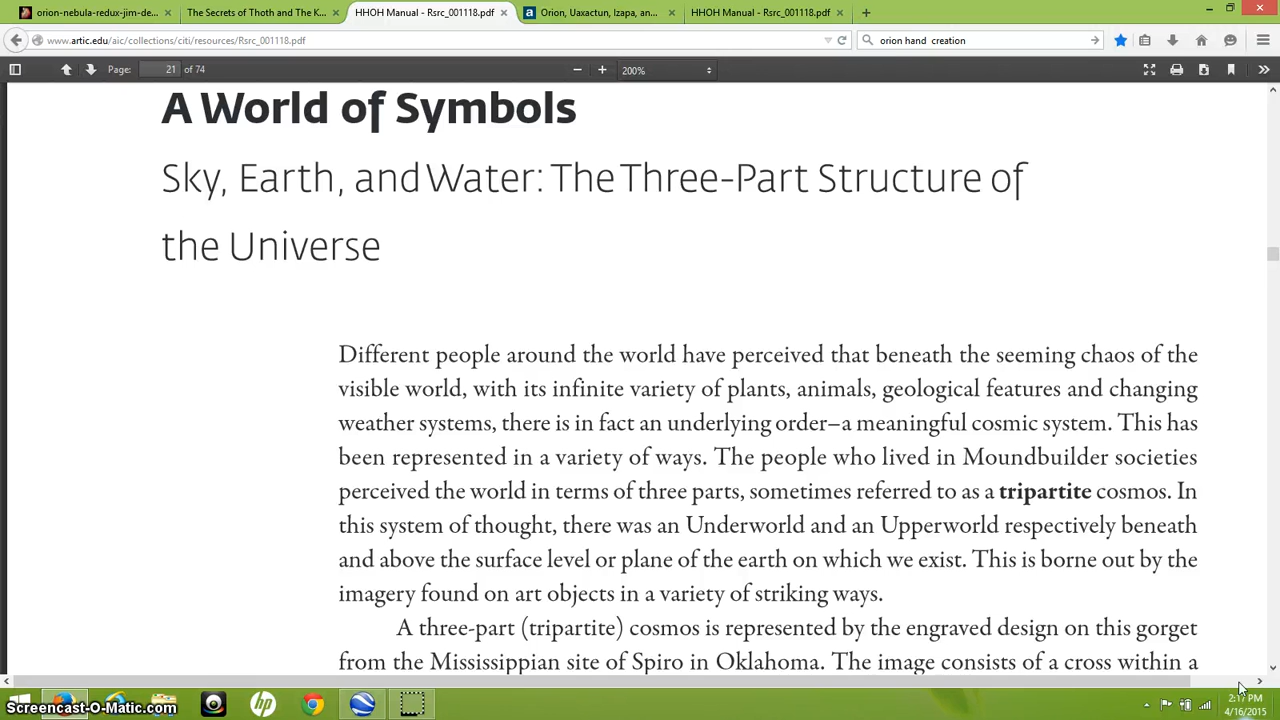 orion-nebula-redux-jim-de... ×
The Secrets of Thoth and The K... ×
HHOH Manual - Rsrc_001118.pdf ×
Orion, Uaxactun, Izapa, an... ×
HHOH Manual - Rsrc_001118.pdf ×
www.artic.edu/aic/collections/citi/resources/Rsrc_001118.pdf
orion hand creation
Page: 21 of 74
200%
A World of Symbols
Sky, Earth, and Water: The Three-Part Structure of
the Universe
Different people around the world have perceived that beneath the seeming chaos of the
visible world, with its infinite variety of plants, animals, geological features and changing
weather systems, there is in fact an underlying order–a meaningful cosmic system. This has
been represented in a variety of ways. The people who lived in Moundbuilder societies
perceived the world in terms of three parts, sometimes referred to as a tripartite cosmos. In
this system of thought, there was an Underworld and an Upperworld respectively beneath
and above the surface level or plane of the earth on which we exist. This is borne out by the
imagery found on art objects in a variety of striking ways.
A three-part (tripartite) cosmos is represented by the engraved design on this gorget
from the Mississippian site of Spiro in Oklahoma. The image consists of a cross within a
Screencast-O-Matic.com
hp
2:17 PM
4/16/2015